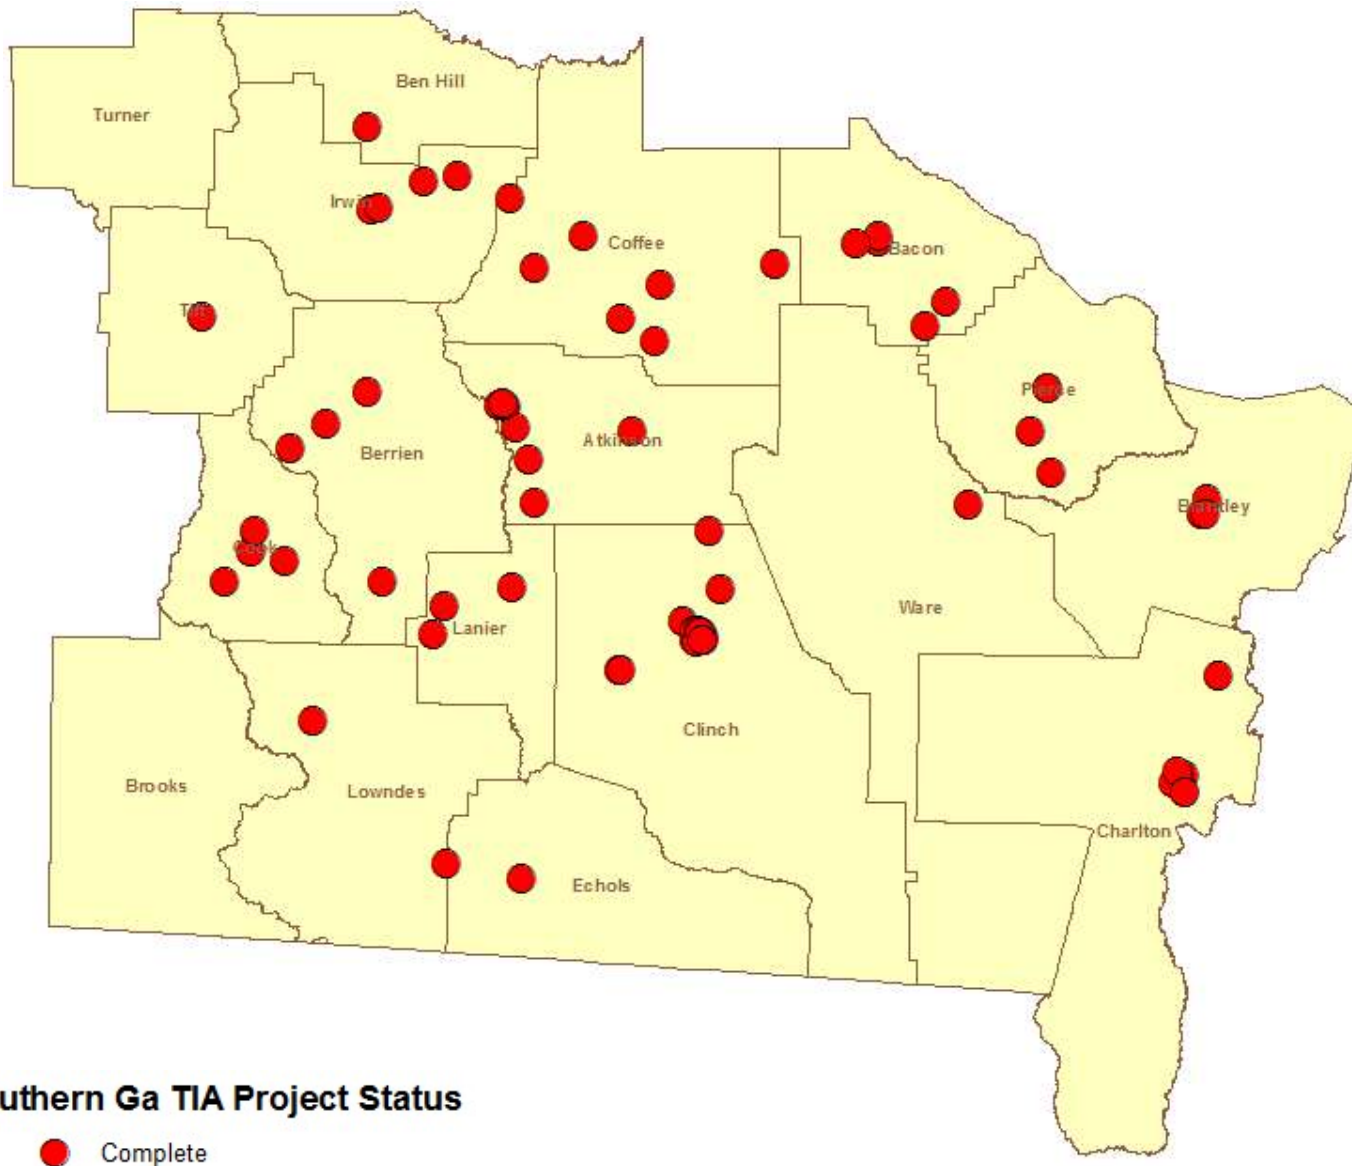 Ben Hill
Turner
Irwin
Coffee
Bacon
Tift
Pierce
Atkinson
Berrien
Brantley
Cook
Ware
Lanier
Clinch
Brooks
Lowndes
Charlton
Echols
uthern Ga TIA Project Status
Complete